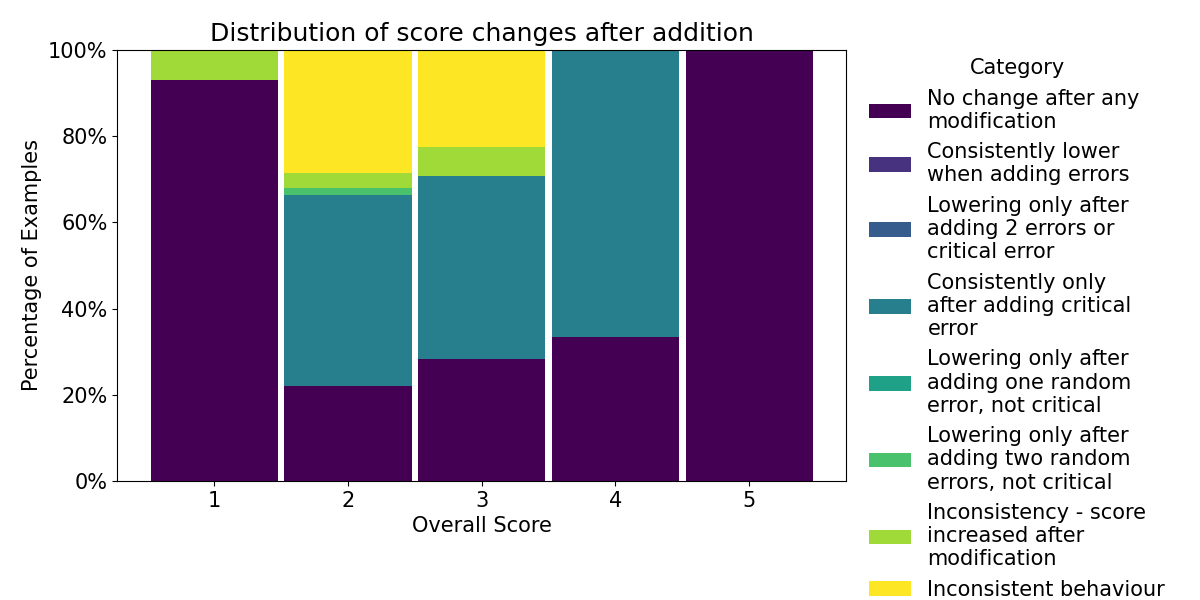 Distribution of score changes after addition
100%
80%
60%
40%
20%
0%
Percentage of Examples
1 2 3 4 5
Overall Score
Category
No change after any
modification
Consistently lower
when adding errors
Lowering only after
adding 2 errors or
critical error
Consistently only
after adding critical
error
Lowering only after
adding one random
error, not critical
Lowering only after
adding two random
errors, not critical
Inconsistency - score
increased after
modification
Inconsistent behaviour